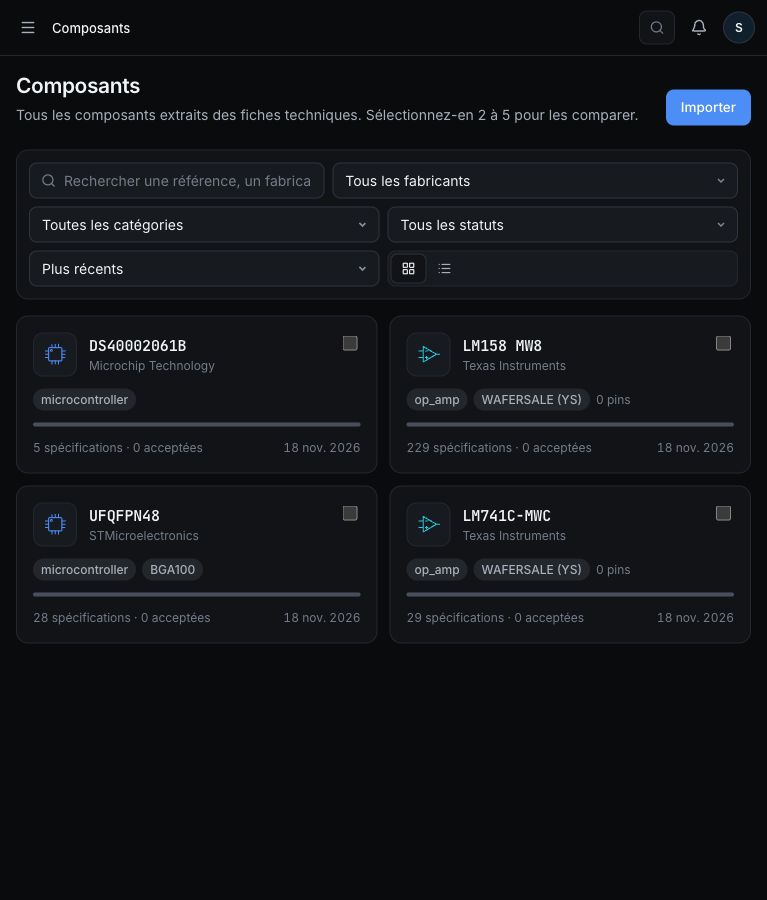 Composants
S
Composants
Tous les composants extraits des fiches techniques. Sélectionnez-en 2 à 5 pour les comparer.
Importer
Rechercher une référence, un fabrica
Tous les fabricants
Toutes les catégories
Tous les statuts
Plus récents
DS40002061B
Microchip Technology
microcontroller
5 spécifications · 0 acceptées
18 nov. 2026
LM158 MW8
Texas Instruments
op_amp
WAFERSALE (YS)
0 pins
229 spécifications · 0 acceptées
18 nov. 2026
UFQFPN48
STMicroelectronics
microcontroller
BGA100
28 spécifications · 0 acceptées
18 nov. 2026
LM741C-MWC
Texas Instruments
op_amp
WAFERSALE (YS)
0 pins
29 spécifications · 0 acceptées
18 nov. 2026